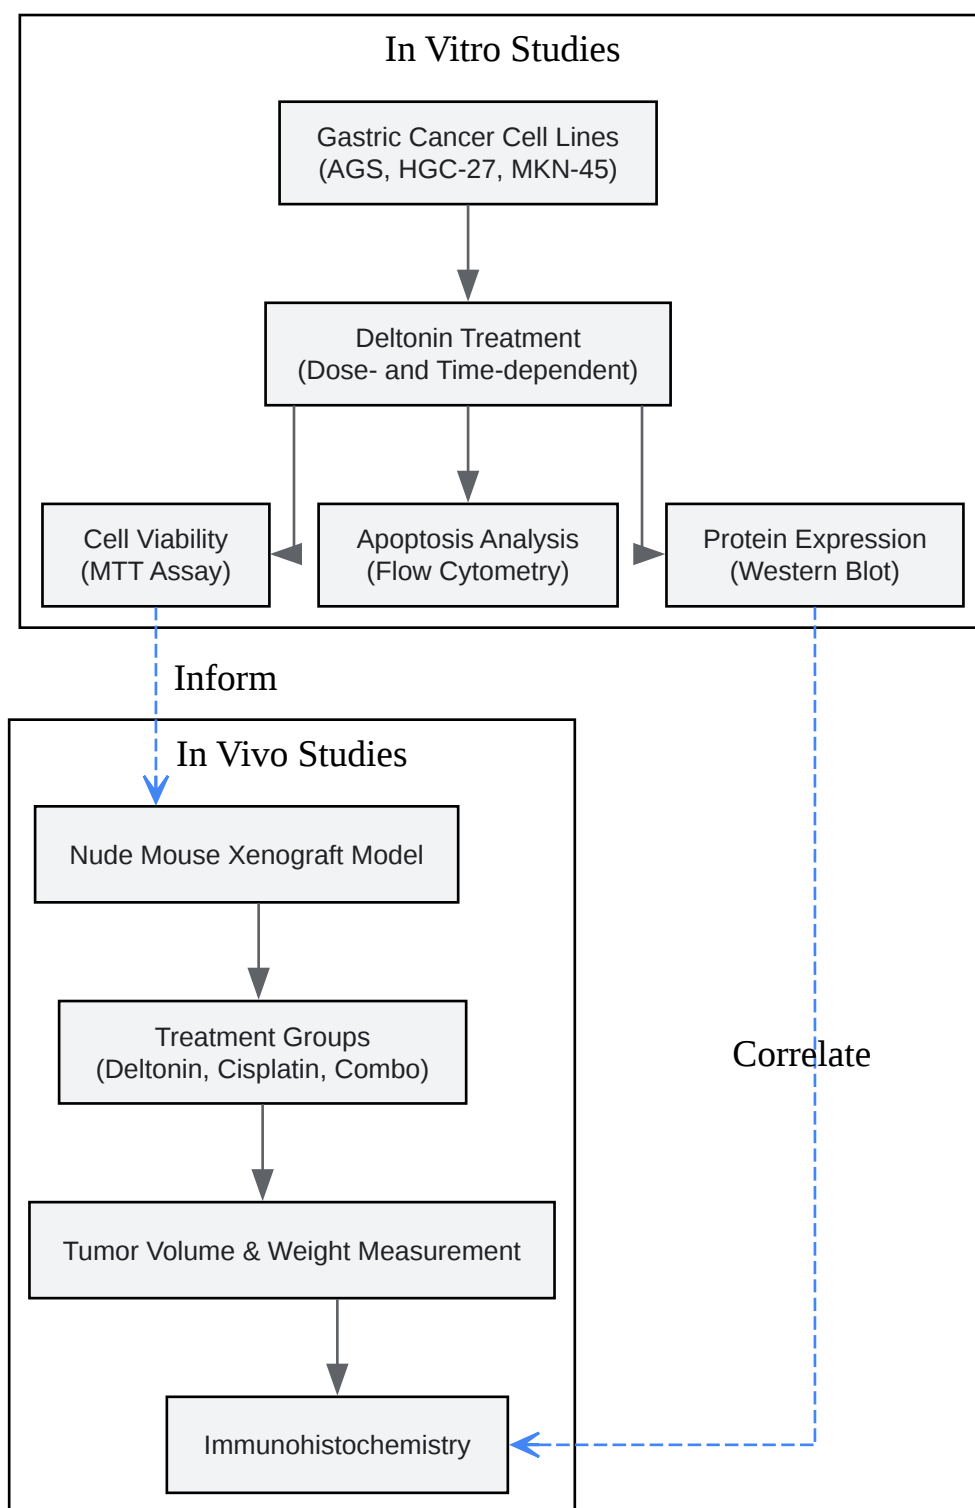 In Vitro Studies
Gastric Cancer Cell Lines
(AGS, HGC-27, MKN-45)
Deltonin Treatment
(Dose- and Time-dependent)
Cell Viability
(MTT Assay)
Apoptosis Analysis
(Flow Cytometry)
Protein Expression
(Western Blot)
Inform
In Vivo Studies
Nude Mouse Xenograft Model
Treatment Groups
(Deltonin, Cisplatin, Combo)
Correlate
Tumor Volume & Weight Measurement
Immunohistochemistry